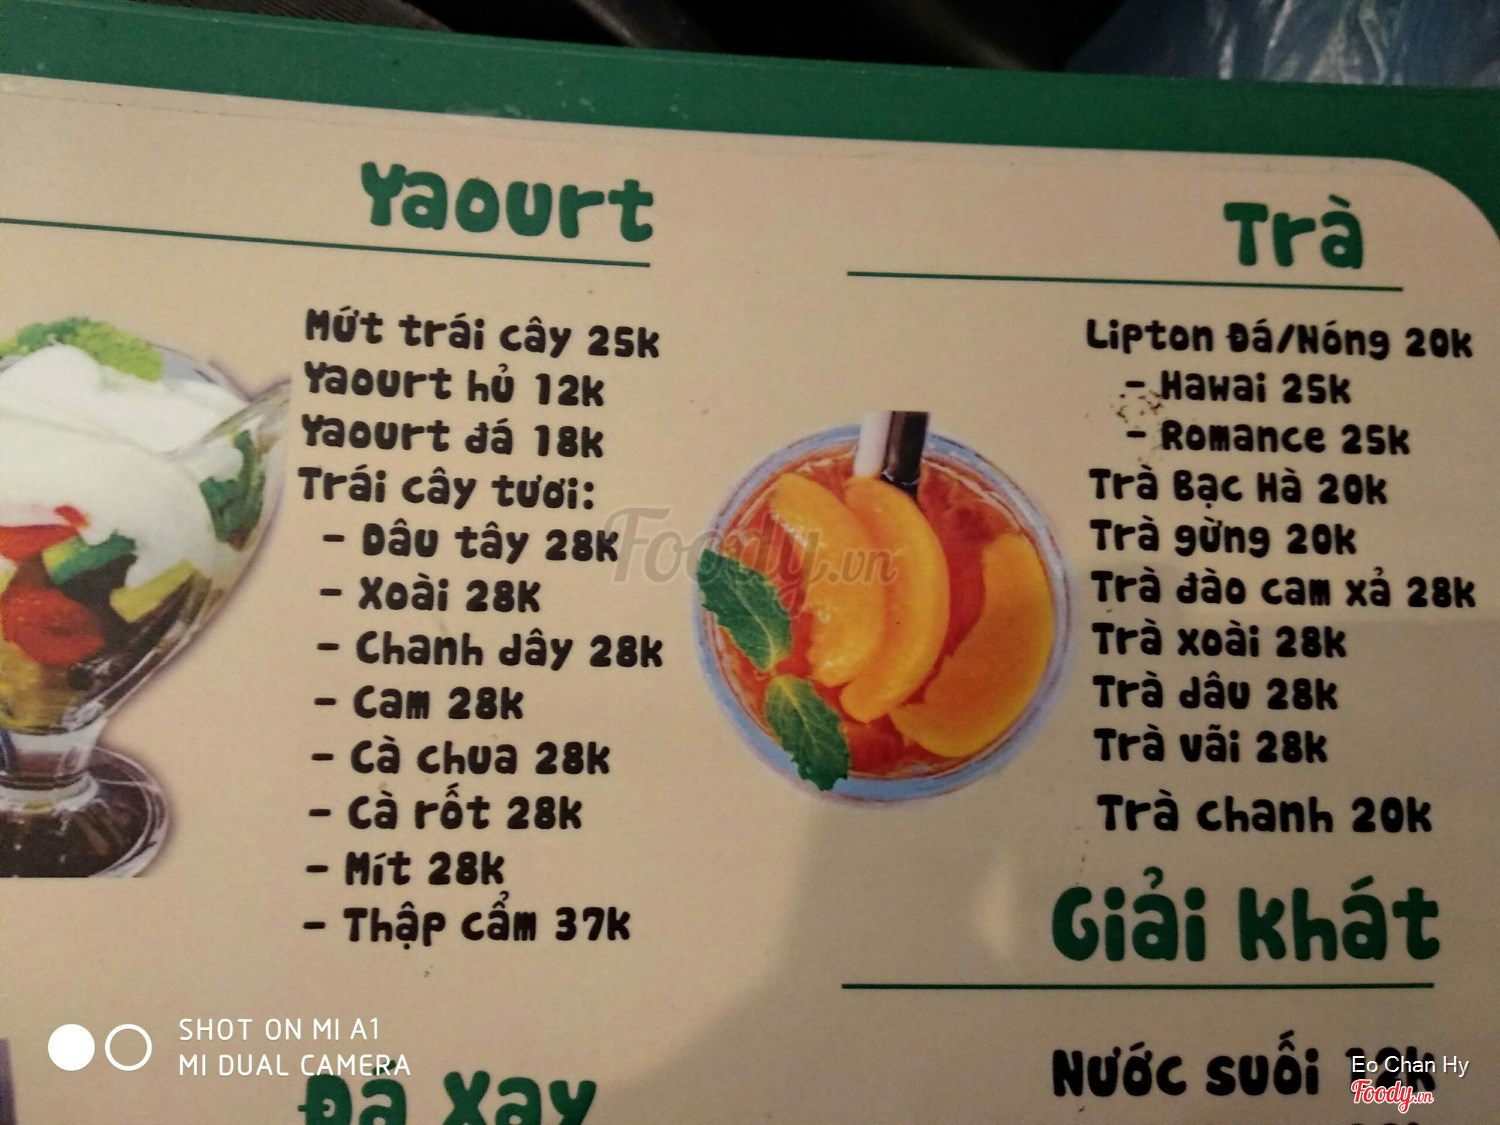 Yaourt
Mứt trái cây 25k
Yaourt hủ 12k
Yaourt đá 18k
Trái cây tươi:
- Dâu tây 28k
- Xoài 28k
- Chanh dây 28k
- Cam 28k
- Cà chua 28k
- Cà rốt 28k
- Mít 28k
- Thập cẩm 37k
Đá xay
Trà
Lipton Đá/Nóng 20k
- Hawai 25k
- Romance 25k
Trà Bạc Hà 20k
Trà gừng 20k
Trà đào cam xả 28k
Trà xoài 28k
Trà dâu 28k
Trà vãi 28k
Trà chanh 20k
Giải khát
Nước suối 12k
Foody.vn
SHOT ON MI A1
MI DUAL CAMERA
Eo Chan Hy
Foody.vn